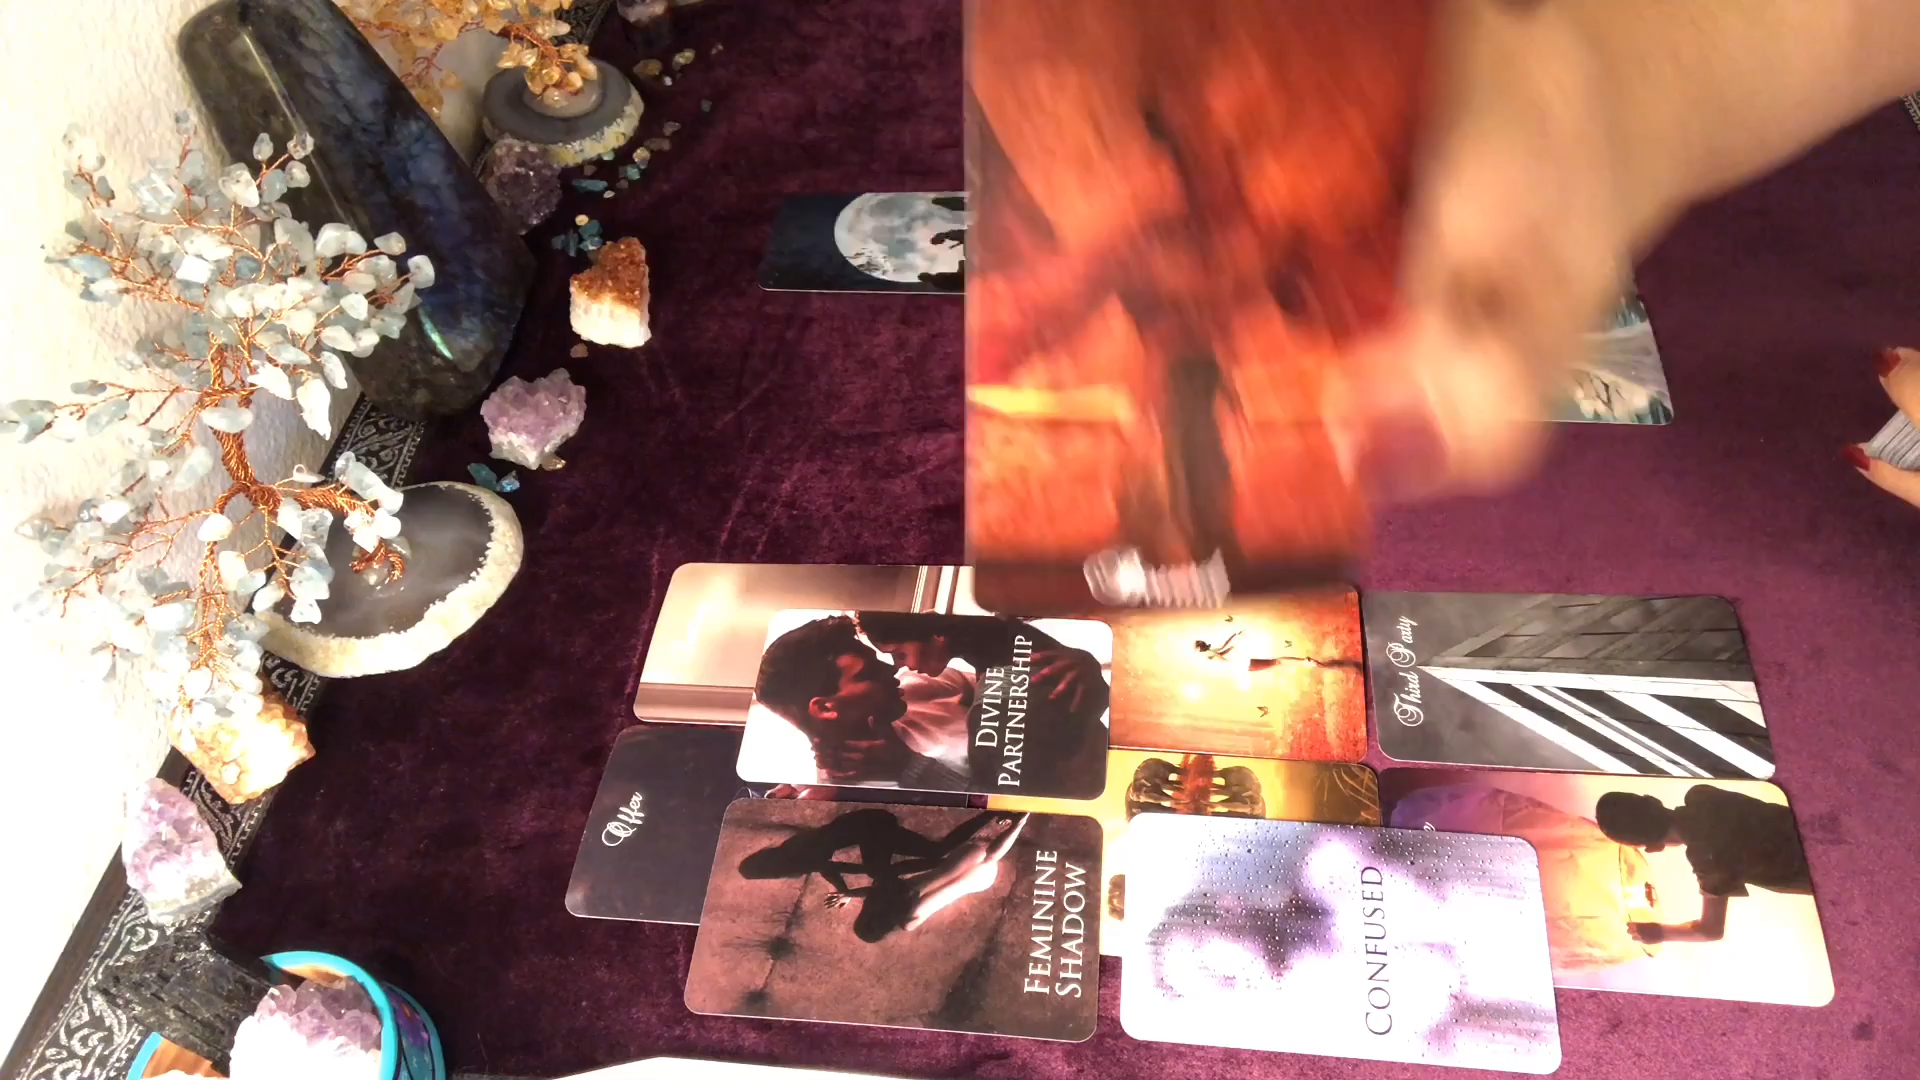 Offer
DIVINE
PARTNERSHIP
Third Party
FEMININE
SHADOW
CONFUSED